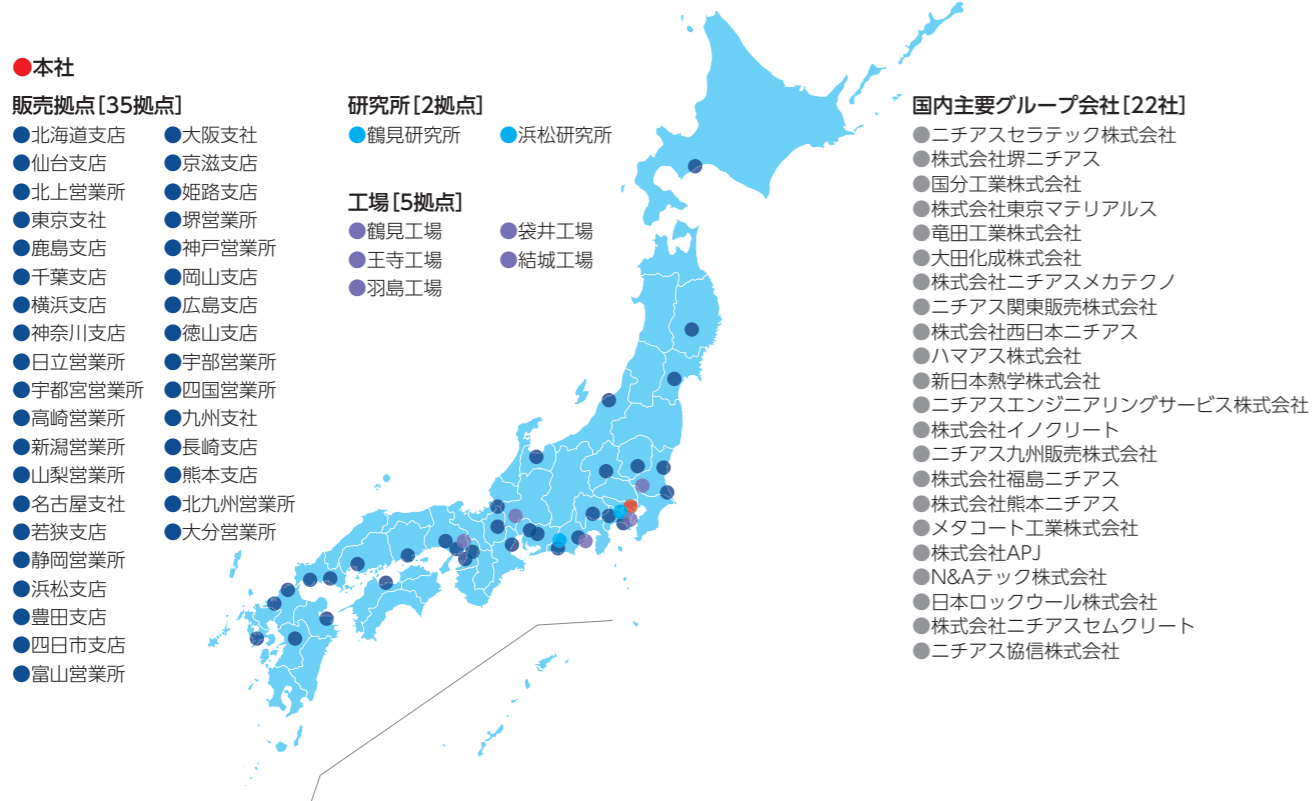 ●本社
販売拠点[35拠点]
●北海道支店
●仙台支店
●北上営業所
●東京支社
●鹿島支店
●千葉支店
●横浜支店
●神奈川支店
●日立営業所
●宇都宮営業所
●高崎営業所
●新潟営業所
●山梨営業所
●名古屋支社
●若狭支店
●静岡営業所
●浜松支店
●豊田支店
●四日市支店
●富山営業所
●大阪支社
●京滋支店
●姫路支店
●堺営業所
●神戸営業所
●岡山支店
●広島支店
●徳山支店
●宇部営業所
●四国営業所
●九州支社
●長崎支店
●熊本支店
●北九州営業所
●大分営業所
研究所[2拠点]
●鶴見研究所
●浜松研究所
工場[5拠点]
●鶴見工場
●王寺工場
●羽島工場
●袋井工場
●結城工場
国内主要グループ会社[22社]
●ニチアスセラテック株式会社
●株式会社堺ニチアス
●国分工業株式会社
●株式会社東京マテリアルス
●竜田工業株式会社
●大田化成株式会社
●株式会社ニチアスメカテクノ
●ニチアス関東販売株式会社
●株式会社西日本ニチアス
●ハマアス株式会社
●新日本熱学株式会社
●ニチアスエンジニアリングサービス株式会社
●株式会社イノクリート
●ニチアス九州販売株式会社
●株式会社福島ニチアス
●株式会社熊本ニチアス
●メタコート工業株式会社
●株式会社APJ
●N&Aテック株式会社
●日本ロックウール株式会社
●株式会社ニチアスセムクリート
●ニチアス協信株式会社